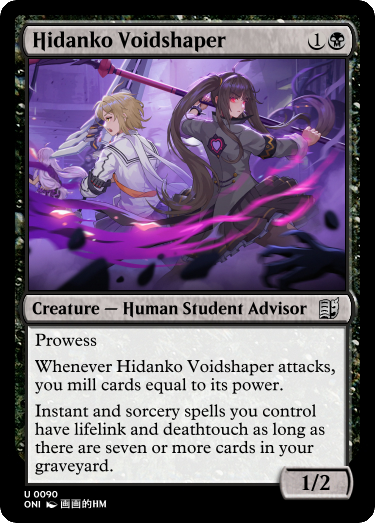 Hidanko Voidshaper 1
Creature — Human Student Advisor
Prowess
Whenever Hidanko Voidshaper attacks,
you mill cards equal to its power.
Instant and sorcery spells you control
have lifelink and deathtouch as long as
there are seven or more cards in your
graveyard.
1/2
U 0090
ONI 画画的HM